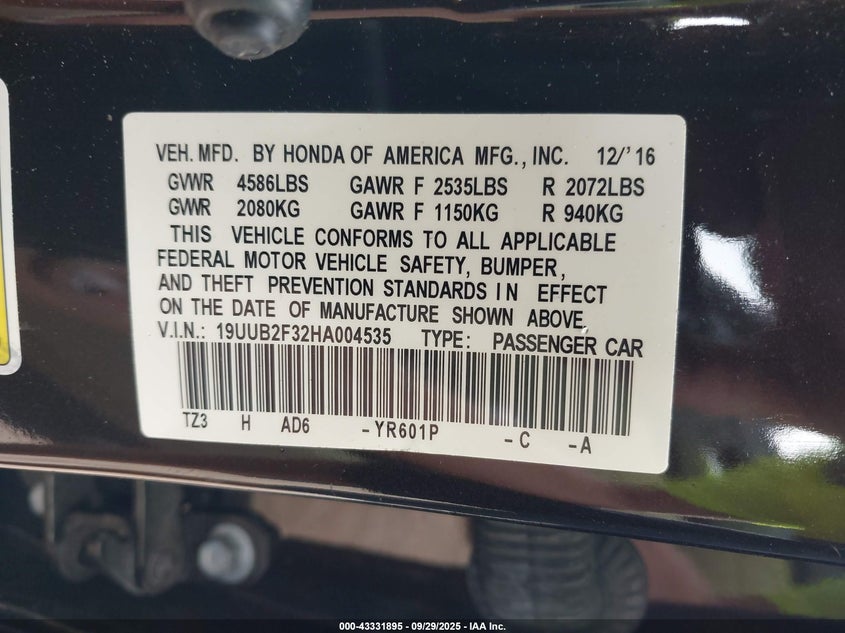 VEH. MFD. BY HONDA OF AMERICA MFG., INC. 12/'16
GVWR 4586LBS GAWR F 2535LBS R 2072LBS
GVWR 2080KG GAWR F 1150KG R 940KG
THIS VEHICLE CONFORMS TO ALL APPLICABLE
FEDERAL MOTOR VEHICLE SAFETY, BUMPER,
AND THEFT PREVENTION STANDARDS IN EFFECT
ON THE DATE OF MANUFACTURE SHOWN ABOVE.
V.I.N.: 19UUB2F32HA004535 TYPE: PASSENGER CAR
TZ3 H AD6 -YR601P -C -A
000-43331895 - 09/29/2025 - IAA Inc.